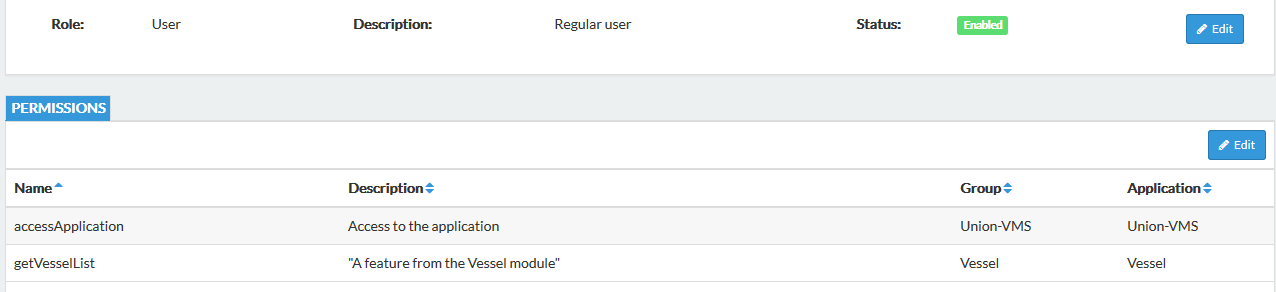 Role: User Description: Regular user Status: Enabled Edit
PERMISSIONS
Edit
Name Description Group Application
accessApplication Access to the application Union-VMS Union-VMS
getVesselList "A feature from the Vessel module" Vessel Vessel